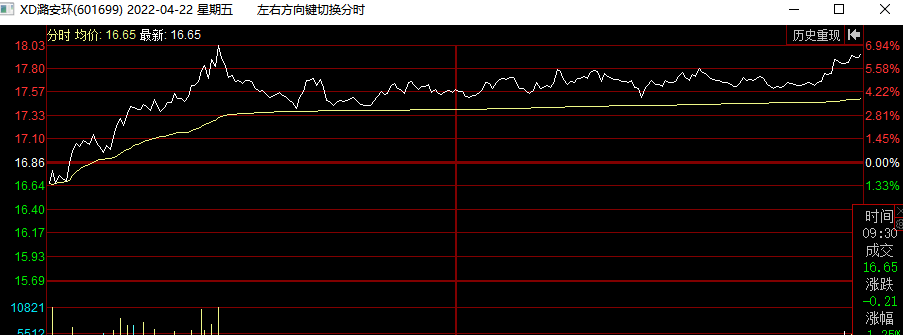 XD潞安环(601699) 2022-04-22 星期五 左右方向键切换分时
分时 均价: 16.65 最新: 16.65
历史重现
18.03 6.94%
17.80 5.58%
17.57 4.22%
17.33 2.81%
17.10 1.45%
16.86 0.00%
16.64 1.33%
16.40
16.17
15.93
15.69
10821
5512
时间
09:30
成交
16.65
涨跌
-0.21
涨幅
-1.25%